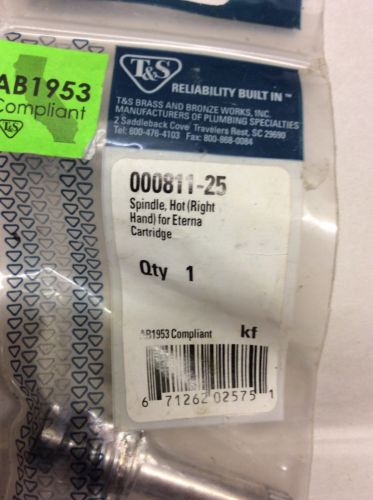 AB1953
Compliant
T&S
T&S
RELIABILITY BUILT IN™
T&S BRASS AND BRONZE WORKS, INC.
MANUFACTURERS OF PLUMBING SPECIALTIES
2 Saddleback Cove Travelers Rest, SC 29690
Tel: 800-476-4103 Fax: 800-868-0084
000811-25
Spindle, Hot (Right
Hand) for Eterna
Cartridge
Qty 1
AB1953 Compliant kf
6 71262 02575 1